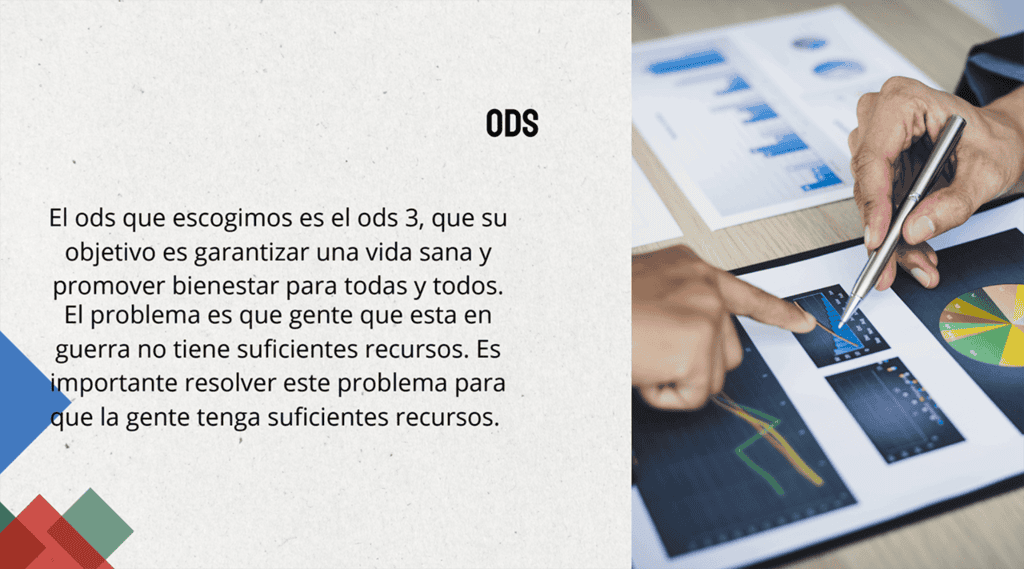 ODS
El ods que escogimos es el ods 3, que su
objetivo es garantizar una vida sana y
promover bienestar para todas y todos.
El problema es que gente que esta en
guerra no tiene suficientes recursos. Es
importante resolver este problema para
que la gente tenga suficientes recursos.